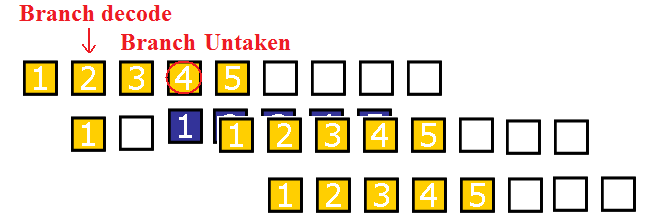 Branch decode
Branch Untaken
1 2 3 4 5
1 1 1 2 3 4 5
1 2 3 4 5